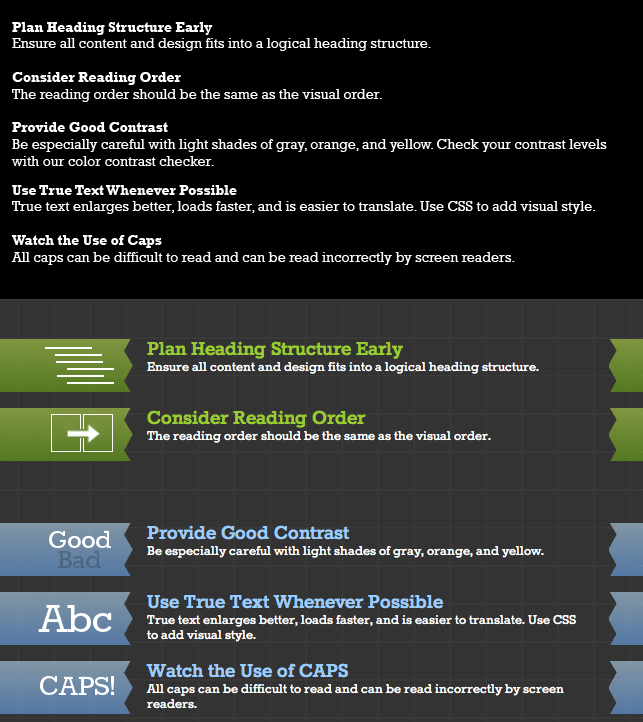 Plan Heading Structure Early
Ensure all content and design fits into a logical heading structure.
Consider Reading Order
The reading order should be the same as the visual order.
Provide Good Contrast
Be especially careful with light shades of gray, orange, and yellow. Check your contrast levels
with our color contrast checker.
Use True Text Whenever Possible
True text enlarges better, loads faster, and is easier to translate. Use CSS to add visual style.
Watch the Use of Caps
All caps can be difficult to read and can be read incorrectly by screen readers.
Plan Heading Structure Early
Ensure all content and design fits into a logical heading structure.
Consider Reading Order
The reading order should be the same as the visual order.
Good
Bad
Provide Good Contrast
Be especially careful with light shades of gray, orange, and yellow.
Abc
Use True Text Whenever Possible
True text enlarges better, loads faster, and is easier to translate. Use CSS
to add visual style.
CAPS!
Watch the Use of CAPS
All caps can be difficult to read and can be read incorrectly by screen
readers.